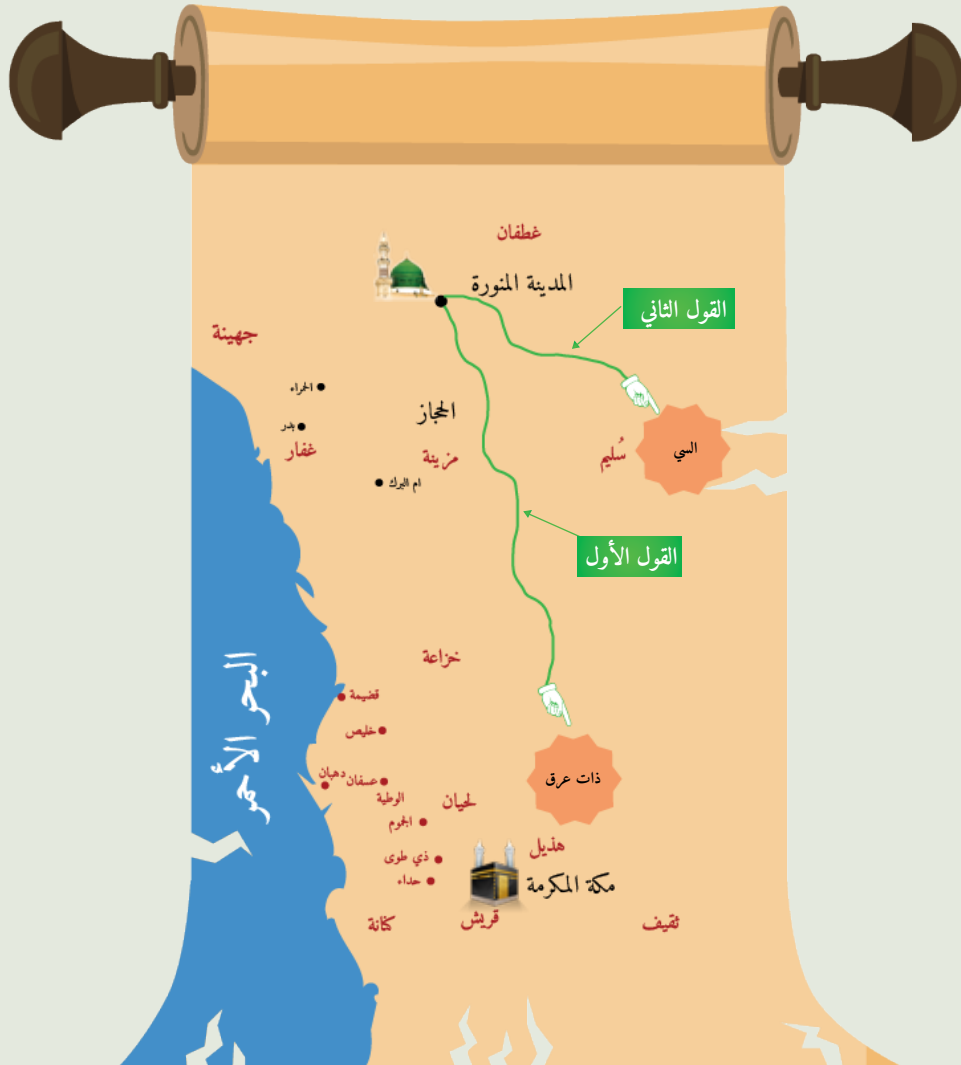 غطفان
المدينة المنورة
القول الثاني
جهينة
الحمراء
الحجاز
بدر
غفار
مزينة
سُليم
السي
ام البرك
القول الأول
خزاعة
البحر الأحمر
قضيمة
خليص
دهبان
عسفان
ذات عرق
الوطية
لحيان
الجموم
هذيل
ذي طوى
حداء
مكة المكرمة
كنانة
قريش
ثقيف